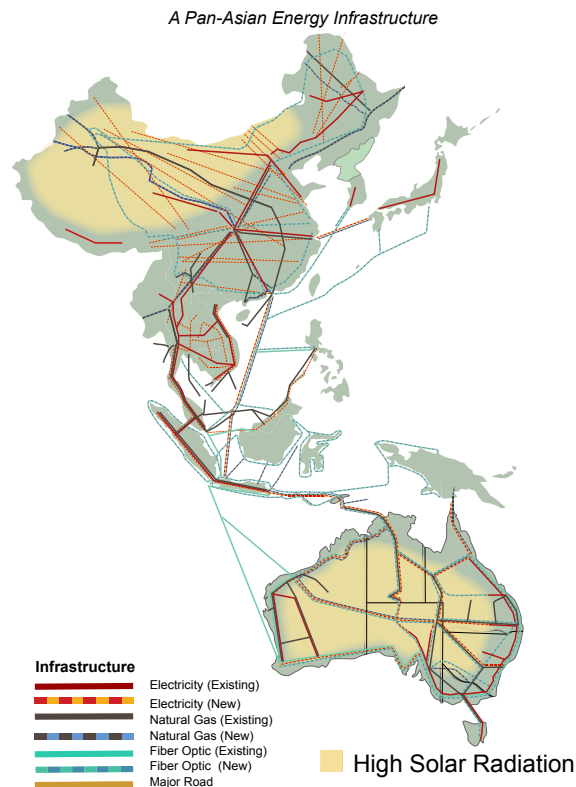 A Pan-Asian Energy Infrastructure
Infrastructure
Electricity (Existing)
Electricity (New)
Natural Gas (Existing)
Natural Gas (New)
Fiber Optic (Existing)
Fiber Optic (New)
Major Road
High Solar Radiation